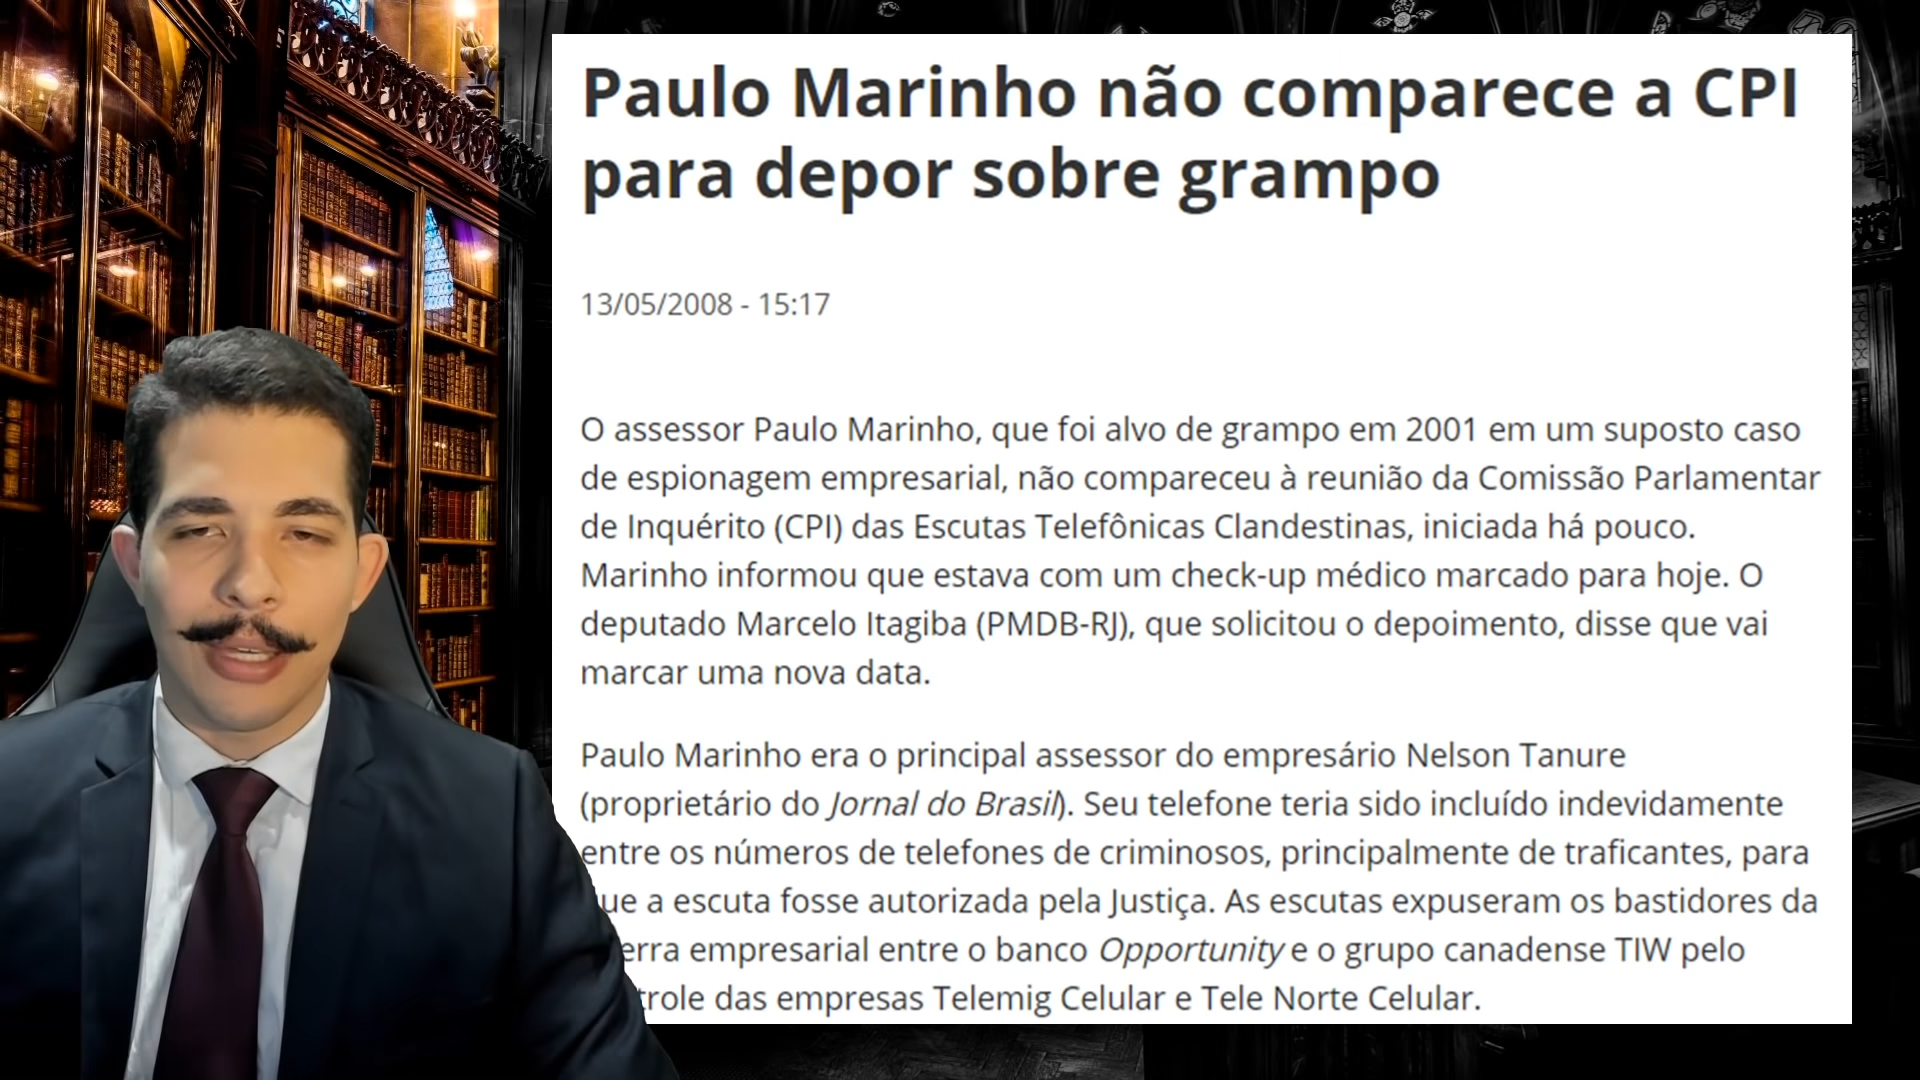 Paulo Marinho não comparece a CPI
para depor sobre grampo
13/05/2008 - 15:17
O assessor Paulo Marinho, que foi alvo de grampo em 2001 em um suposto caso
de espionagem empresarial, não compareceu à reunião da Comissão Parlamentar
de Inquérito (CPI) das Escutas Telefônicas Clandestinas, iniciada há pouco.
Marinho informou que estava com um check-up médico marcado para hoje. O
deputado Marcelo Itagiba (PMDB-RJ), que solicitou o depoimento, disse que vai
marcar uma nova data.
Paulo Marinho era o principal assessor do empresário Nelson Tanure
(proprietário do Jornal do Brasil). Seu telefone teria sido incluído indevidamente
entre os números de telefones de criminosos, principalmente de traficantes, para
ue a escuta fosse autorizada pela Justiça. As escutas expuseram os bastidores da
erra empresarial entre o banco Opportunity e o grupo canadense TIW pelo
trole das empresas Telemig Celular e Tele Norte Celular.